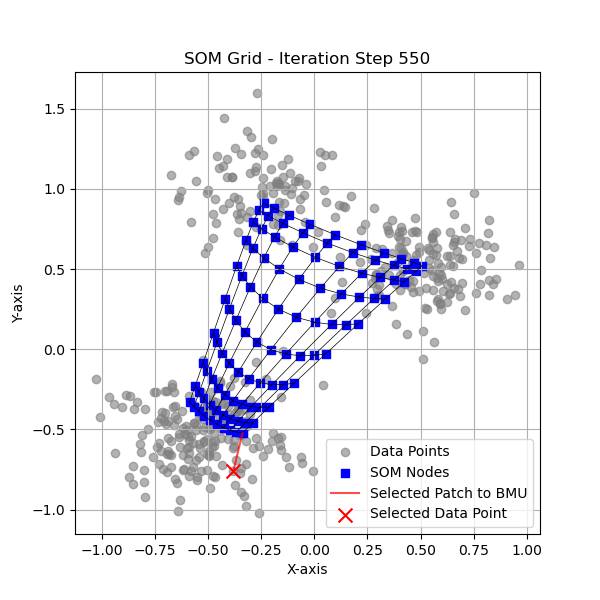 SOM Grid - Iteration Step 550
Y-axis
1.5
1.0
0.5
0.0
−0.5
−1.0
Data Points
SOM Nodes
Selected Patch to BMU
Selected Data Point
−1.00 −0.75 −0.50 −0.25 0.00 0.25 0.50 0.75 1.00
X-axis